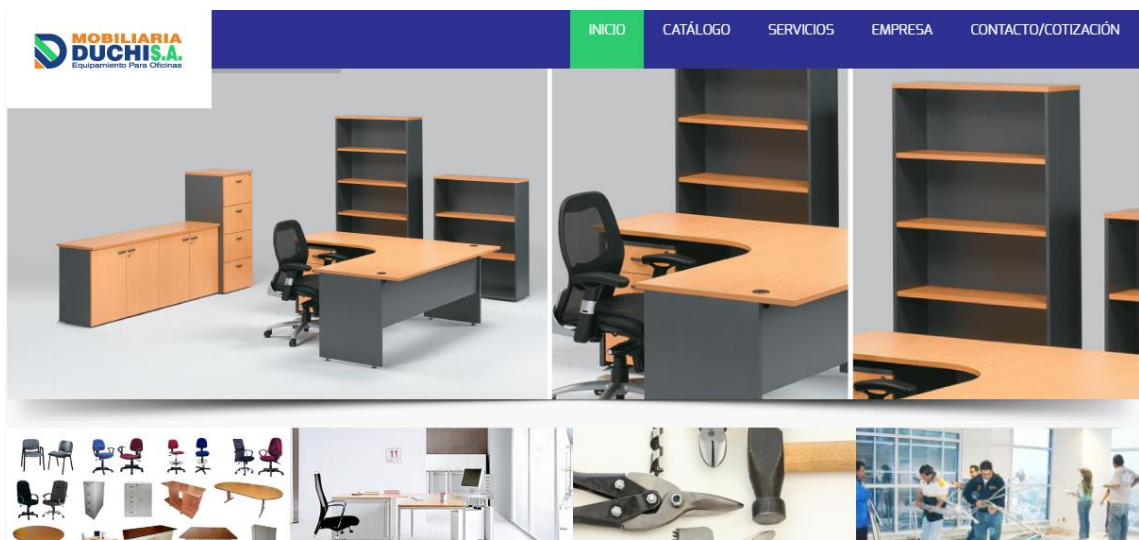 MOBILIARIA
DUCHI S.A.
Equipamiento Para Oficinas
INICIO
CATÁLOGO
SERVICIOS
EMPRESA
CONTACTO/COTIZACIÓN
11